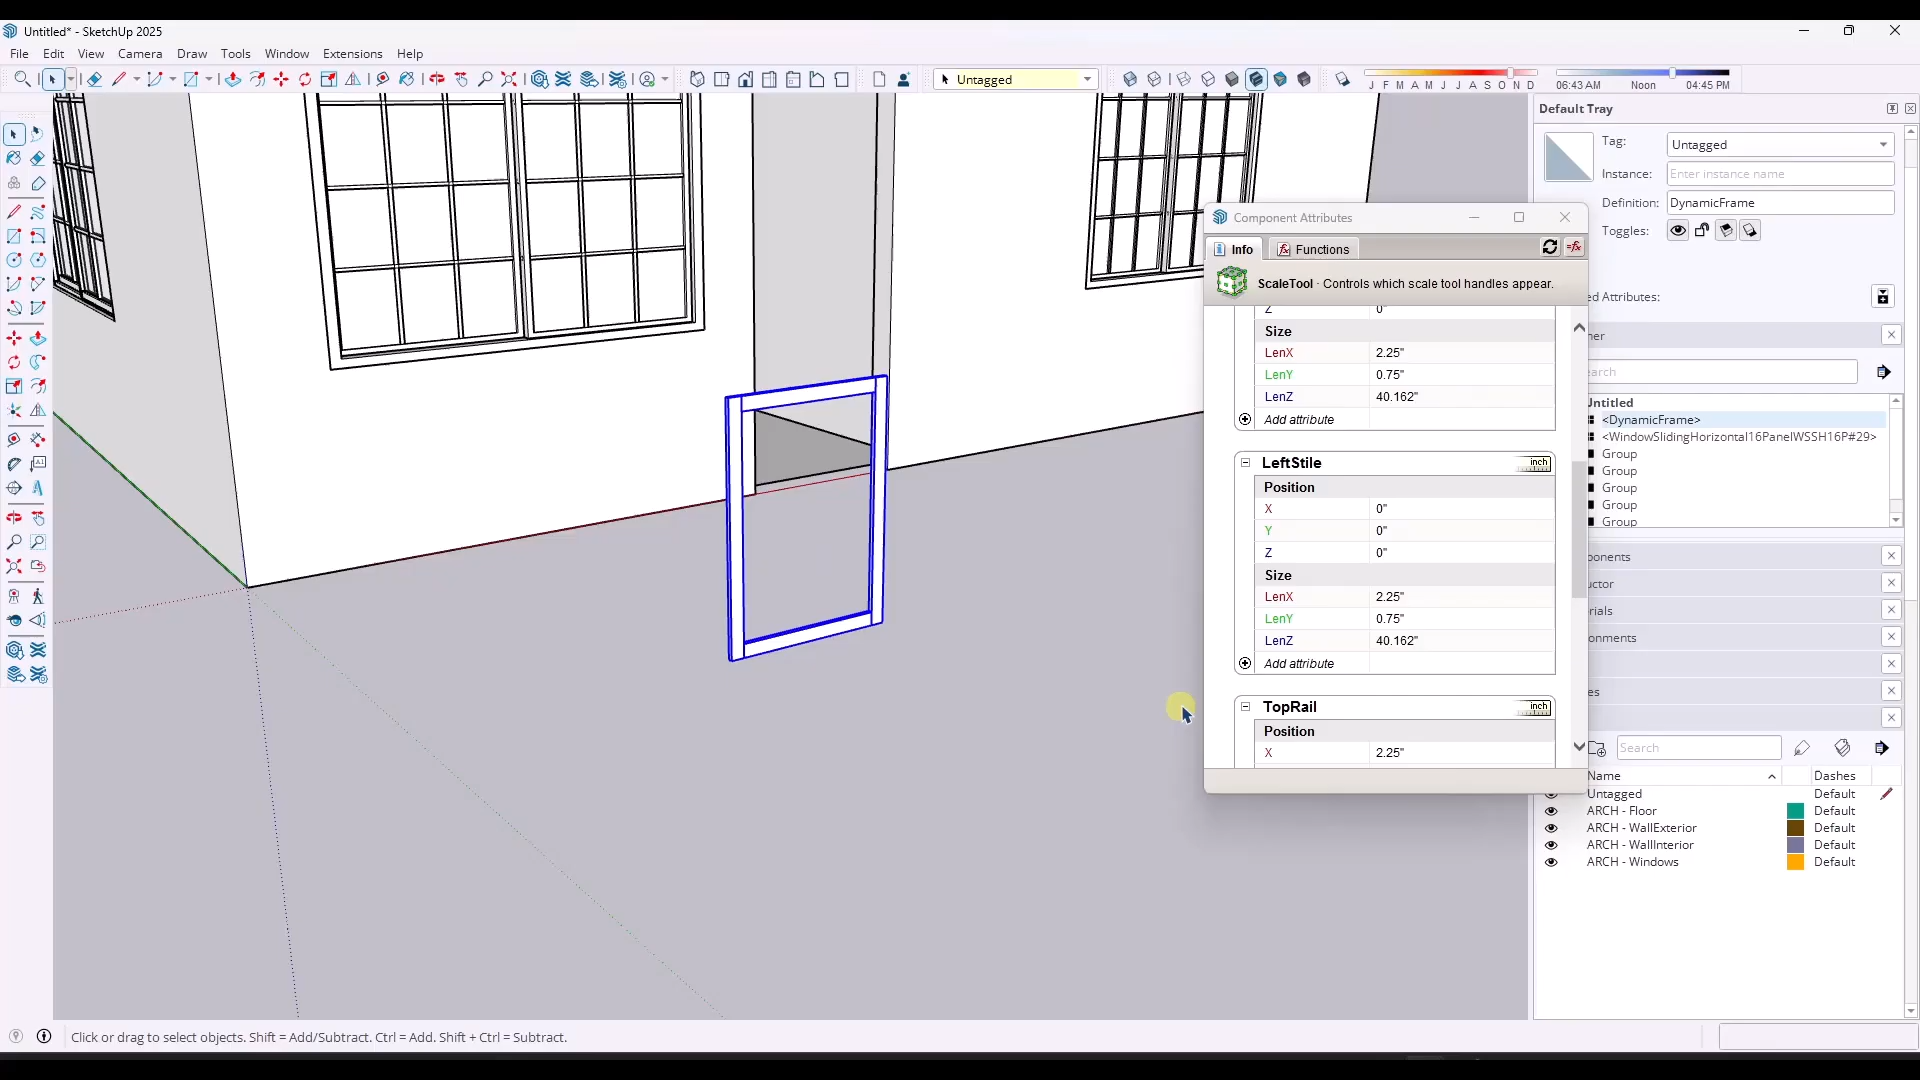 Untitled* - SketchUp 2025
File Edit View Camera Draw Tools Window Extensions Help
Untagged
J F M A M J J A S O N D
06:43 AM Noon 04:45 PM
Default Tray
Tag: Untagged
Instance: Enter instance name
Definition: DynamicFrame
Toggles:
Component Attributes
Info Functions
ScaleTool · Controls which scale tool handles appear.
Z 0"
Size
LenX 2.25"
LenY 0.75"
LenZ 40.162"
Add attribute
LeftStile inch
Position
X 0"
Y 0"
Z 0"
Size
LenX 2.25"
LenY 0.75"
LenZ 40.162"
Add attribute
TopRail inch
Position
X 2.25"
ed Attributes:
ner
earch
Untitled
<DynamicFrame>
<WindowSlidingHorizontal16PanelWSSH16P#29>
Group
Group
Group
Group
Group
ponents
uctor
rials
onments
es
Search
Name Dashes
Untagged Default
ARCH - Floor Default
ARCH - WallExterior Default
ARCH - WallInterior Default
ARCH - Windows Default
Click or drag to select objects. Shift = Add/Subtract. Ctrl = Add. Shift + Ctrl = Subtract.